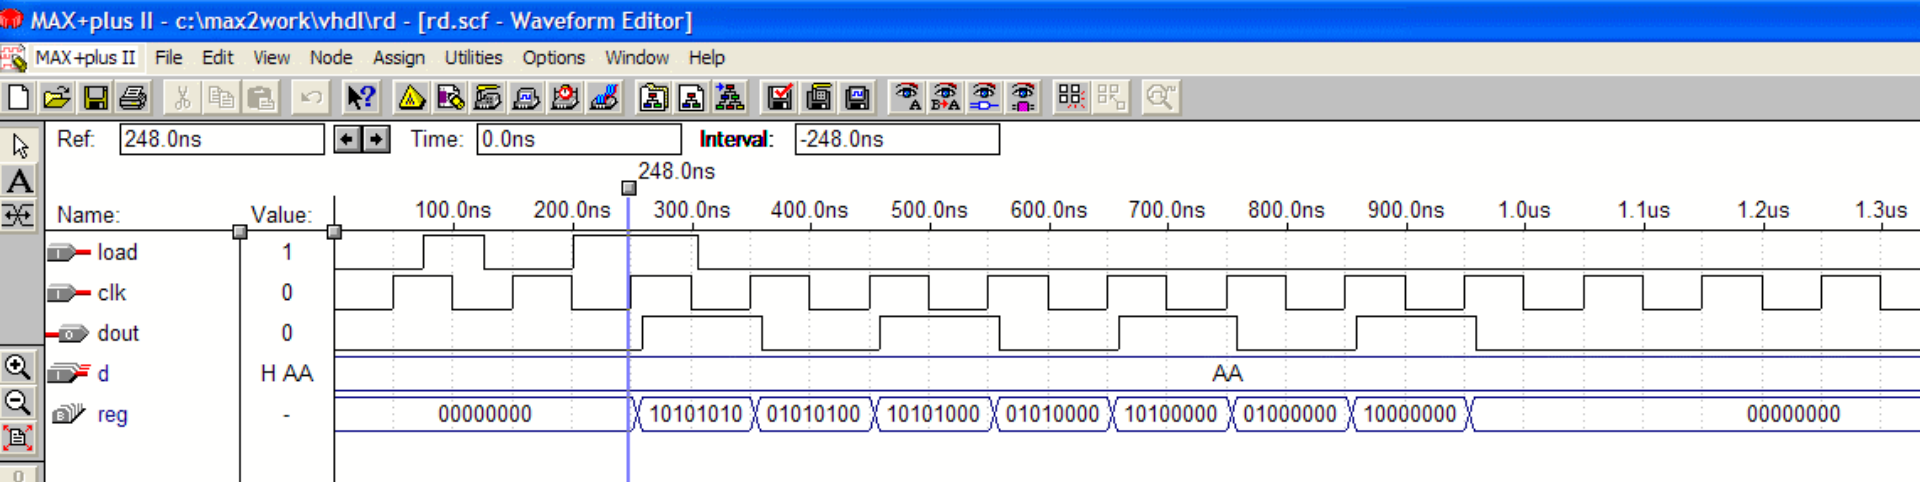 MAX+plus II - c:\max2work\vhdl\rd - [rd.scf - Waveform Editor]
MAX+plus II File Edit View Node Assign Utilities Options Window Help
Ref: 248.0ns Time: 0.0ns Interval: -248.0ns
248.0ns
Name: Value: 100.0ns 200.0ns 300.0ns 400.0ns 500.0ns 600.0ns 700.0ns 800.0ns 900.0ns 1.0us 1.1us 1.2us 1.3us
load 1
clk 0
dout 0
d H AA AA
reg - 00000000 10101010 01010100 10101000 01010000 10100000 01000000 10000000 00000000